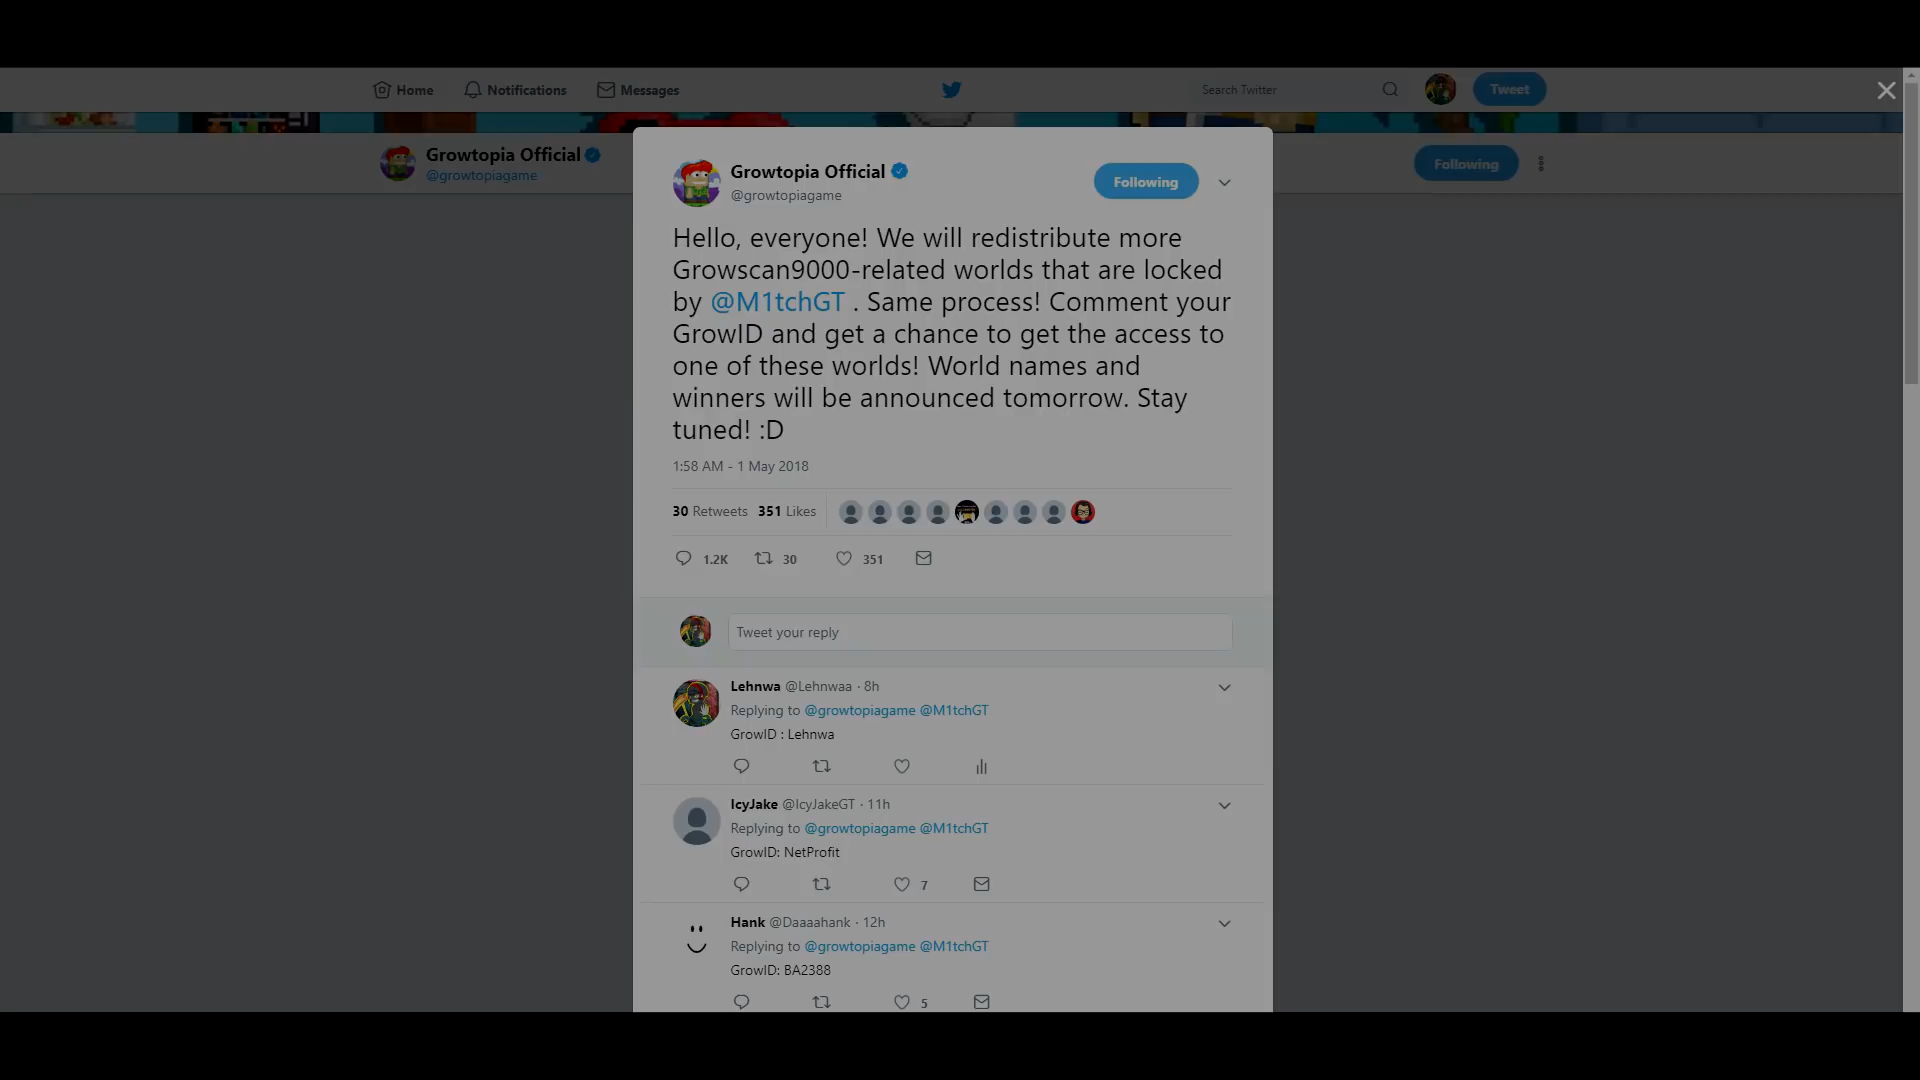 Home Notifications Messages Search Twitter Tweet
Growtopia Official
@growtopiagame
Following
Growtopia Official
@growtopiagame
Following
Hello, everyone! We will redistribute more
Growscan9000-related worlds that are locked
by @M1tchGT . Same process! Comment your
GrowID and get a chance to get the access to
one of these worlds! World names and
winners will be announced tomorrow. Stay
tuned! :D
1:58 AM - 1 May 2018
30 Retweets 351 Likes
1.2K 30 351
Tweet your reply
Lehnwa @Lehnwaa · 8h
Replying to @growtopiagame @M1tchGT
GrowID : Lehnwa
IcyJake @IcyJakeGT · 11h
Replying to @growtopiagame @M1tchGT
GrowID: NetProfit
7
Hank @Daaaahank · 12h
Replying to @growtopiagame @M1tchGT
GrowID: BA2388
5